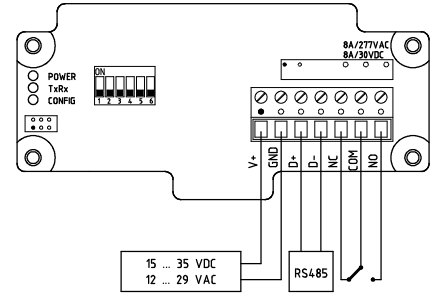 8A/277VAC
8A/30VDC
POWER
TxRx
CONFIG
ON
1 2 3 4 5 6
V+ GND D+ D- NC COM NO
15 ... 35 VDC
12 ... 29 VAC
RS485